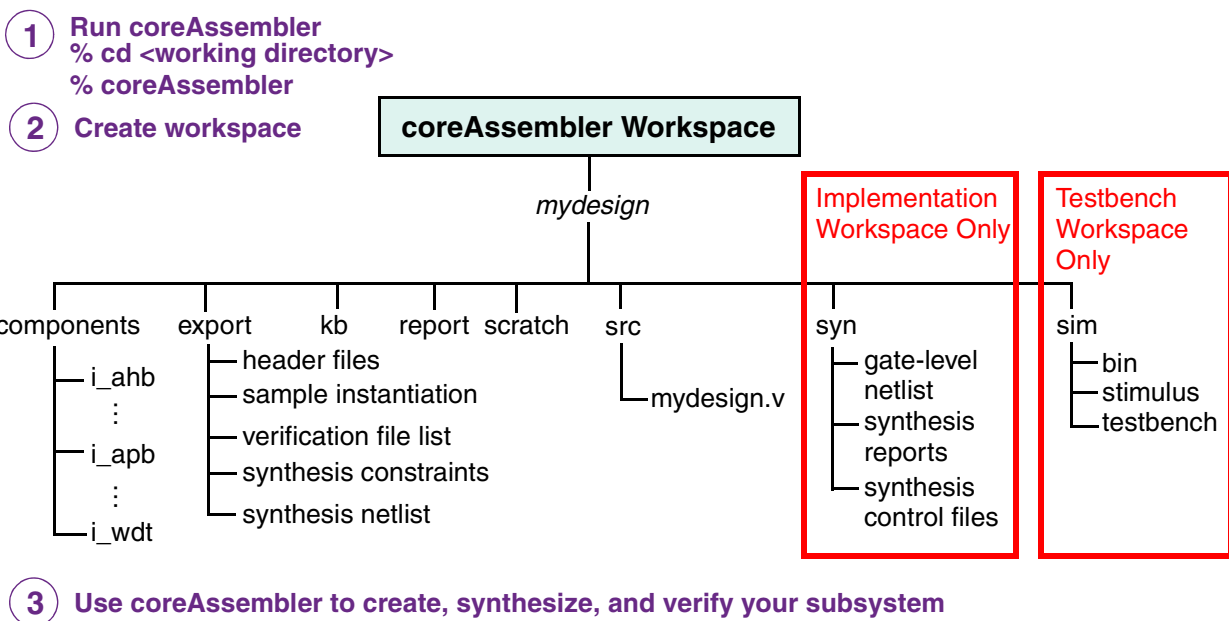 1
Run coreAssembler
% cd <working directory>
% coreAssembler
2
Create workspace
coreAssembler Workspace
mydesign
Implementation
Workspace Only
Testbench
Workspace
Only
components
export
kb
report
scratch
src
syn
sim
i_ahb
⋮
i_apb
⋮
i_wdt
header files
sample instantiation
verification file list
synthesis constraints
synthesis netlist
mydesign.v
gate-level
netlist
synthesis
reports
synthesis
control files
bin
stimulus
testbench
3
Use coreAssembler to create, synthesize, and verify your subsystem